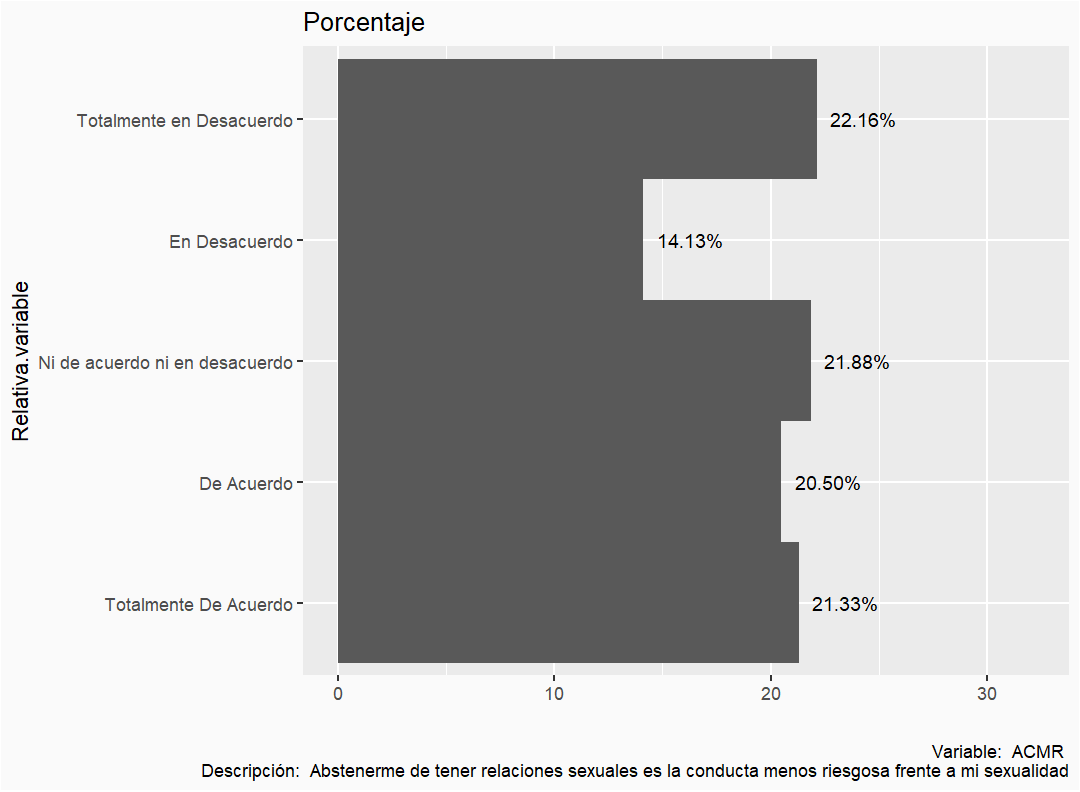 Porcentaje
Relativa.variable
Totalmente en Desacuerdo
22.16%
En Desacuerdo
14.13%
Ni de acuerdo ni en desacuerdo
21.88%
De Acuerdo
20.50%
Totalmente De Acuerdo
21.33%
0 10 20 30
Variable: ACMR
Descripción: Abstenerme de tener relaciones sexuales es la conducta menos riesgosa frente a mi sexualidad